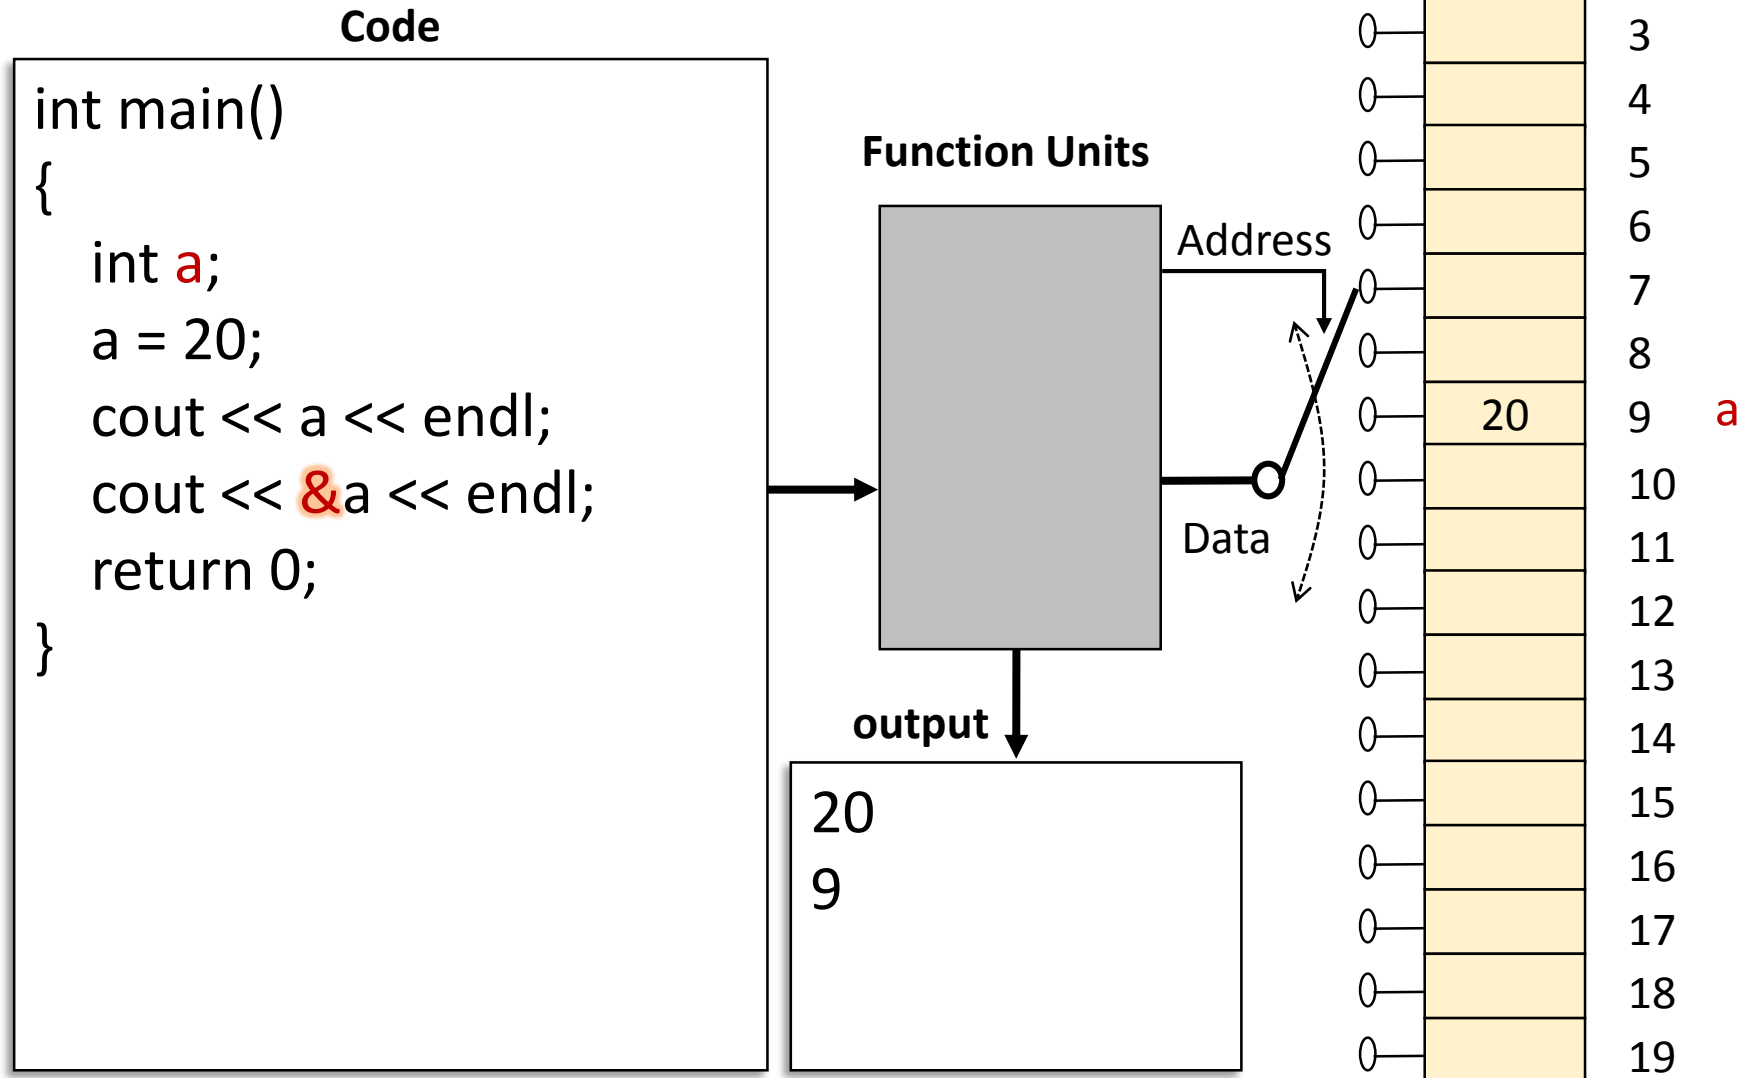 Code
int main()
{
int a;
a = 20;
cout << a << endl;
cout << &a << endl;
return 0;
}
Function Units
Address
Data
output
20
9
3
4
5
6
7
8
20 9 a
10
11
12
13
14
15
16
17
18
19